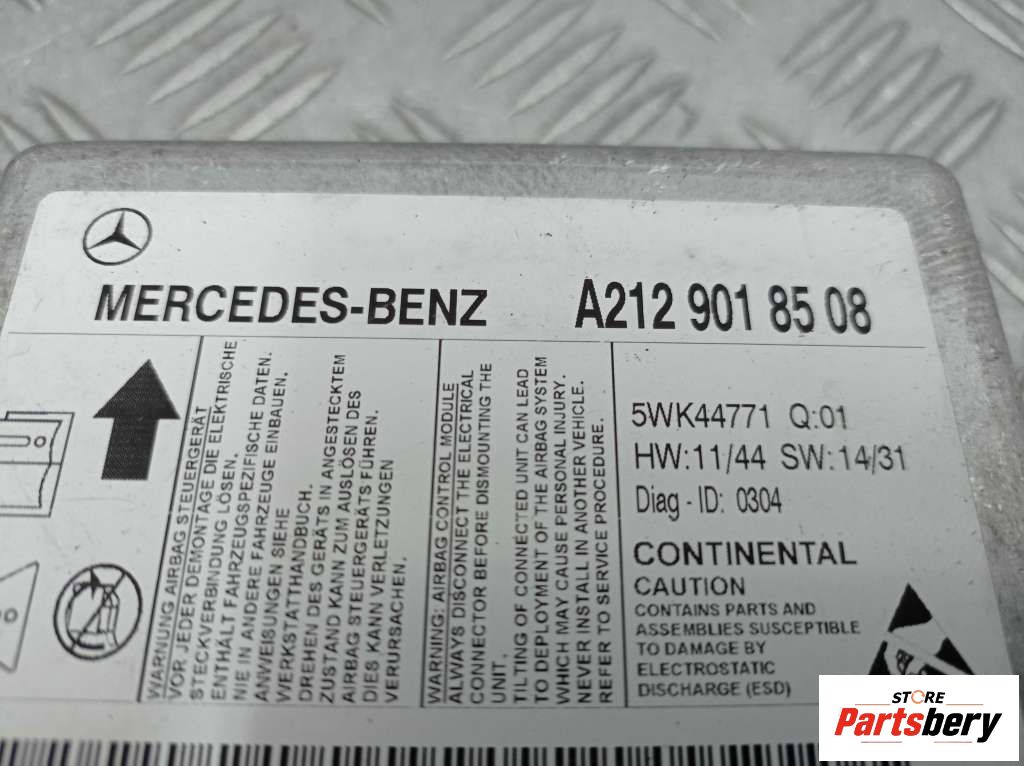 MERCEDES-BENZ
A212 901 85 08
WARNUNG AIRBAG STEUERGERÄT
VOR JEDER DEMONTAGE DIE ELEKTRISCHE
STECKVERBINDUNG LÖSEN.
ENTHÄLT FAHRZEUGSPEZIFISCHE DATEN.
NIE IN ANDERE FAHRZEUGE EINBAUEN.
ANWEISUNGEN SIEHE
WERKSTATTHANDBUCH.
DREHEN DES GERÄTS IN ANGESTECKTEM
ZUSTAND KANN ZUM AUSLÖSEN DES
AIRBAG STEUERGERÄTS FÜHREN.
DIES KANN VERLETZUNGEN
VERURSACHEN.
WARNING: AIRBAG CONTROL MODULE
ALWAYS DISCONNECT THE ELECTRICAL
CONNECTOR BEFORE DISMOUNTING THE
UNIT.
TILTING OF CONNECTED UNIT CAN LEAD
TO DEPLOYMENT OF THE AIRBAG SYSTEM
WHICH MAY CAUSE PERSONAL INJURY.
NEVER INSTALL IN ANOTHER VEHICLE.
REFER TO SERVICE PROCEDURE.
5WK44771 Q:01
HW:11/44 SW:14/31
Diag - ID: 0304
CONTINENTAL
CAUTION
CONTAINS PARTS AND
ASSEMBLIES SUSCEPTIBLE
TO DAMAGE BY
ELECTROSTATIC
DISCHARGE (ESD)
STORE
Partsbery